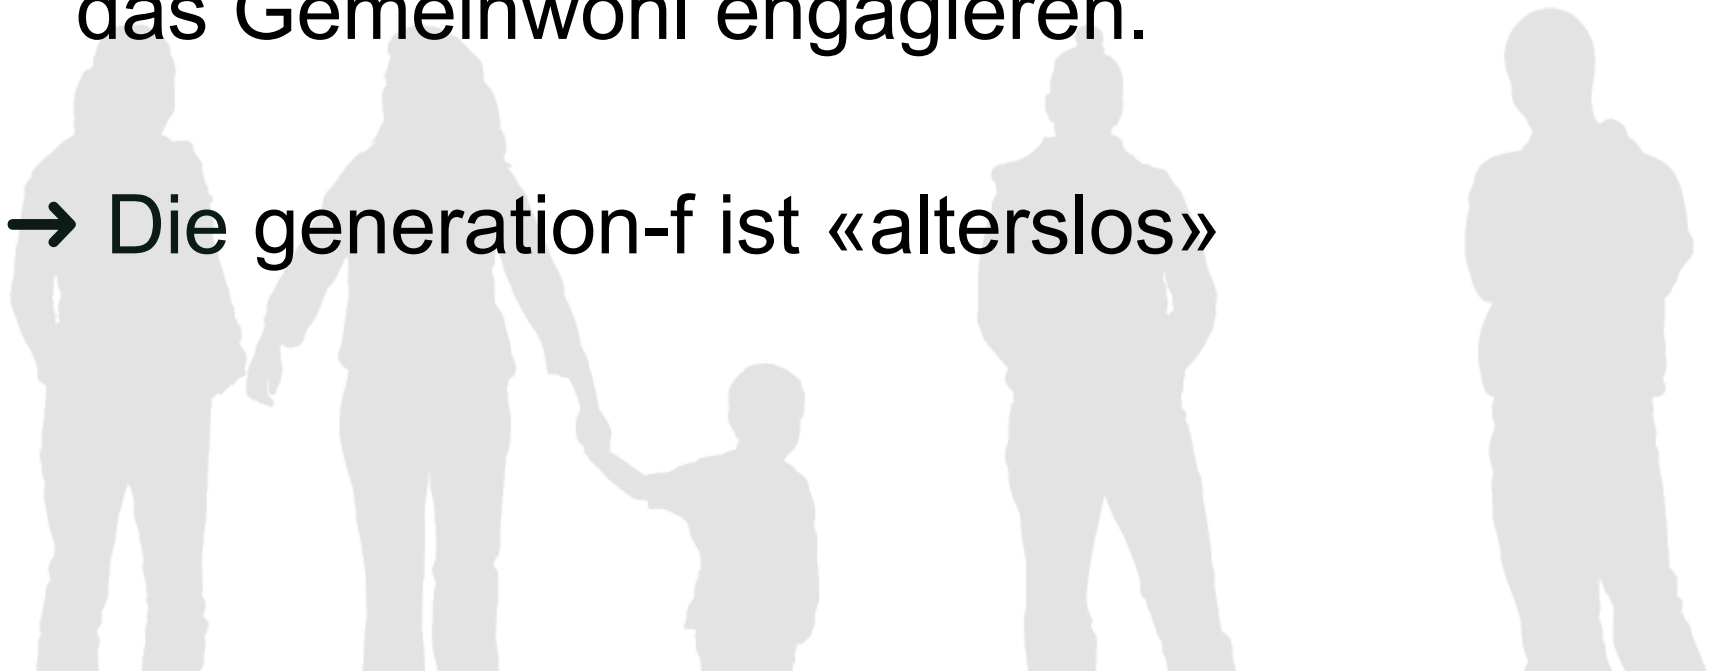 das Gemeinwohl engagieren.
➔ Die generation-f ist «alterslos»